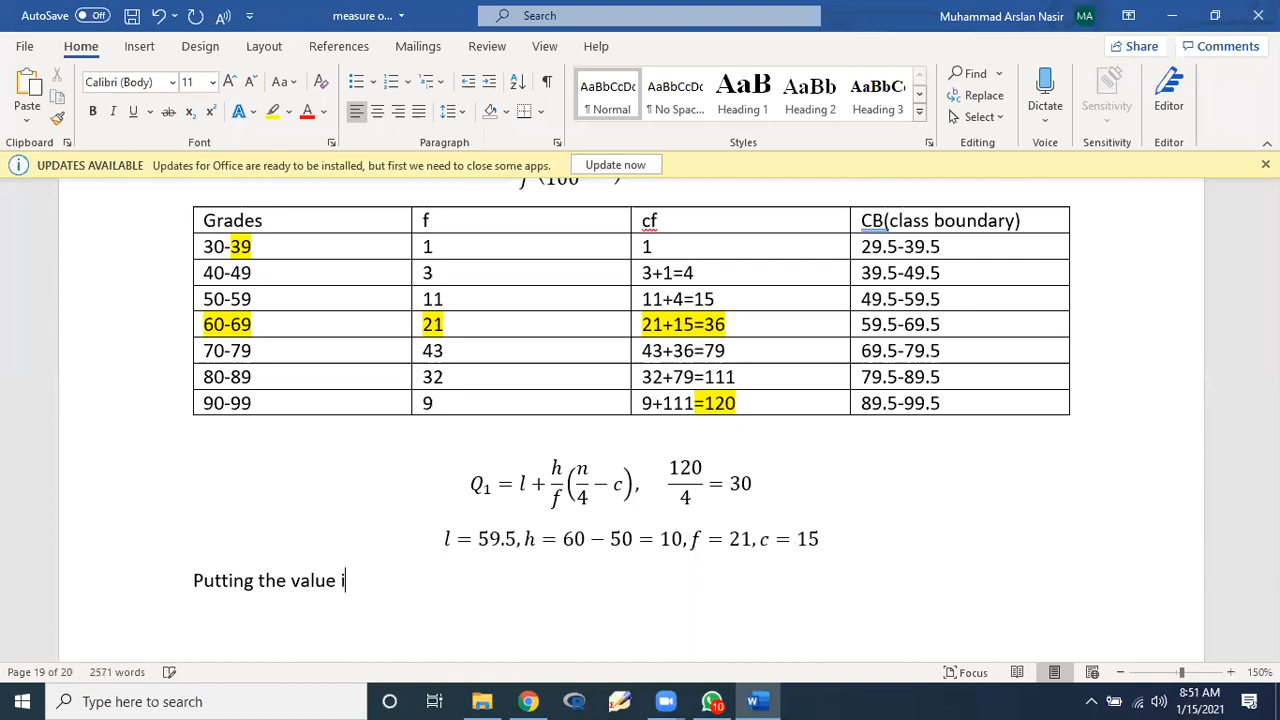 AutoSave Off measure o... Search Muhammad Arslan Nasir MA
File Home Insert Design Layout References Mailings Review View Help Share Comments
Paste Calibri (Body) 11 A A Aa A AaBbCcDc AaBbCcDc AaB AaBb AaBbC Find Replace Select Dictate Sensitivity Editor
B I U ab x₂ x² A A ¶ Normal ¶ No Spac... Heading 1 Heading 2 Heading 3
Clipboard Font Paragraph Styles Editing Voice Sensitivity Editor
UPDATES AVAILABLE Updates for Office are ready to be installed, but first we need to close some apps. Update now
f (100
Grades f cf CB(class boundary)
30-39 1 1 29.5-39.5
40-49 3 3+1=4 39.5-49.5
50-59 11 11+4=15 49.5-59.5
60-69 21 21+15=36 59.5-69.5
70-79 43 43+36=79 69.5-79.5
80-89 32 32+79=111 79.5-89.5
90-99 9 9+111=120 89.5-99.5
Q₁ = l + h/f (n/4 − c), 120/4 = 30
l = 59.5, h = 60 − 50 = 10, f = 21, c = 15
Putting the value i
Page 19 of 20 2571 words Focus 150%
Type here to search 10 8:51 AM
1/15/2021